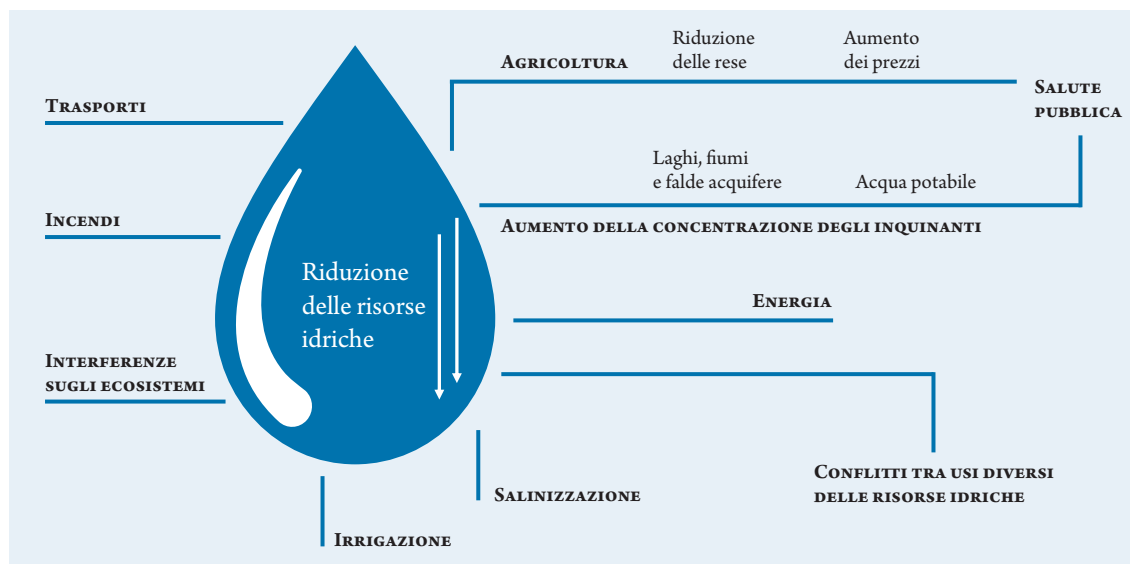 Trasporti
Incendi
Interferenze
sugli ecosistemi
Riduzione
delle risorse
idriche
Agricoltura
Riduzione
delle rese
Aumento
dei prezzi
Salute
pubblica
Laghi, fiumi
e falde acquifere
Acqua potabile
Aumento della concentrazione degli inquinanti
Energia
Conflitti tra usi diversi
delle risorse idriche
Salinizzazione
Irrigazione